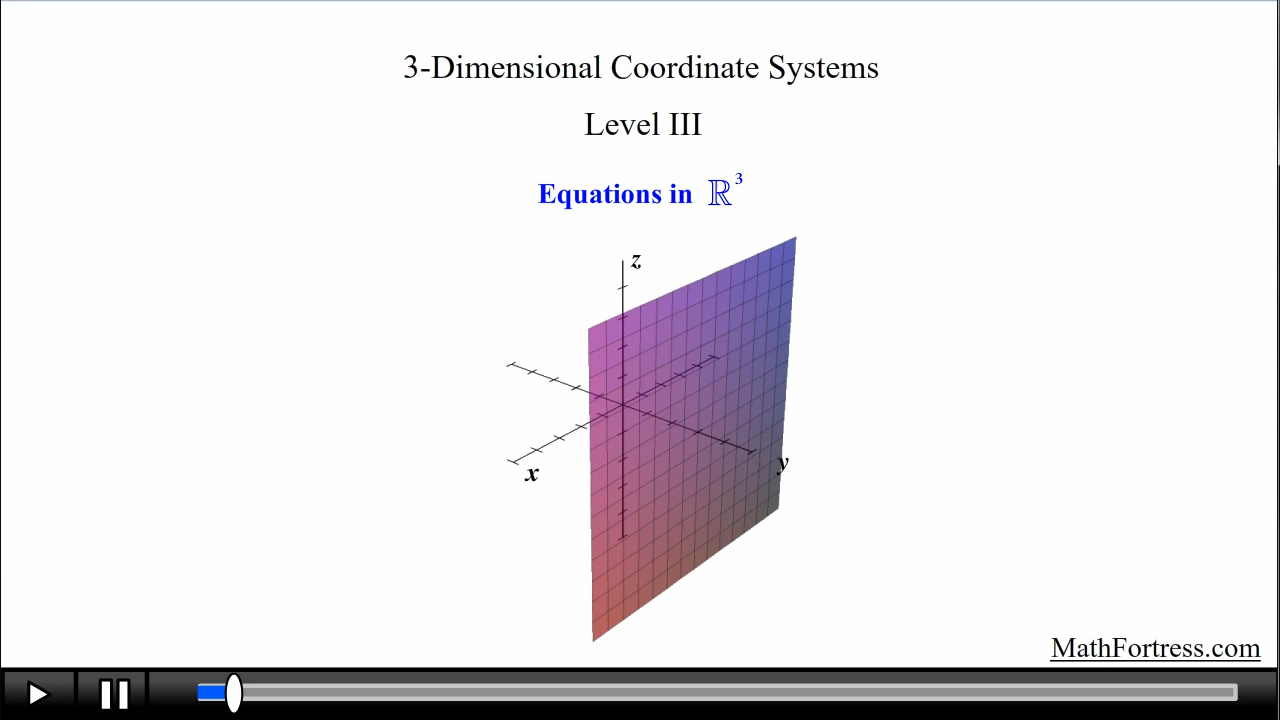 3-Dimensional Coordinate Systems
Level III
Equations in ℝ³
z
x
y
MathFortress.com